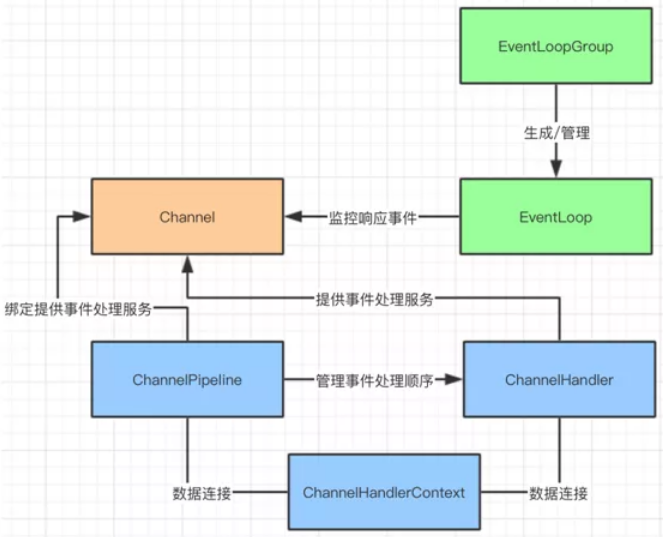 EventLoopGroup
生成/管理
Channel
监控响应事件
EventLoop
绑定提供事件处理服务
提供事件处理服务
ChannelPipeline
管理事件处理顺序
ChannelHandler
数据连接
ChannelHandlerContext
数据连接